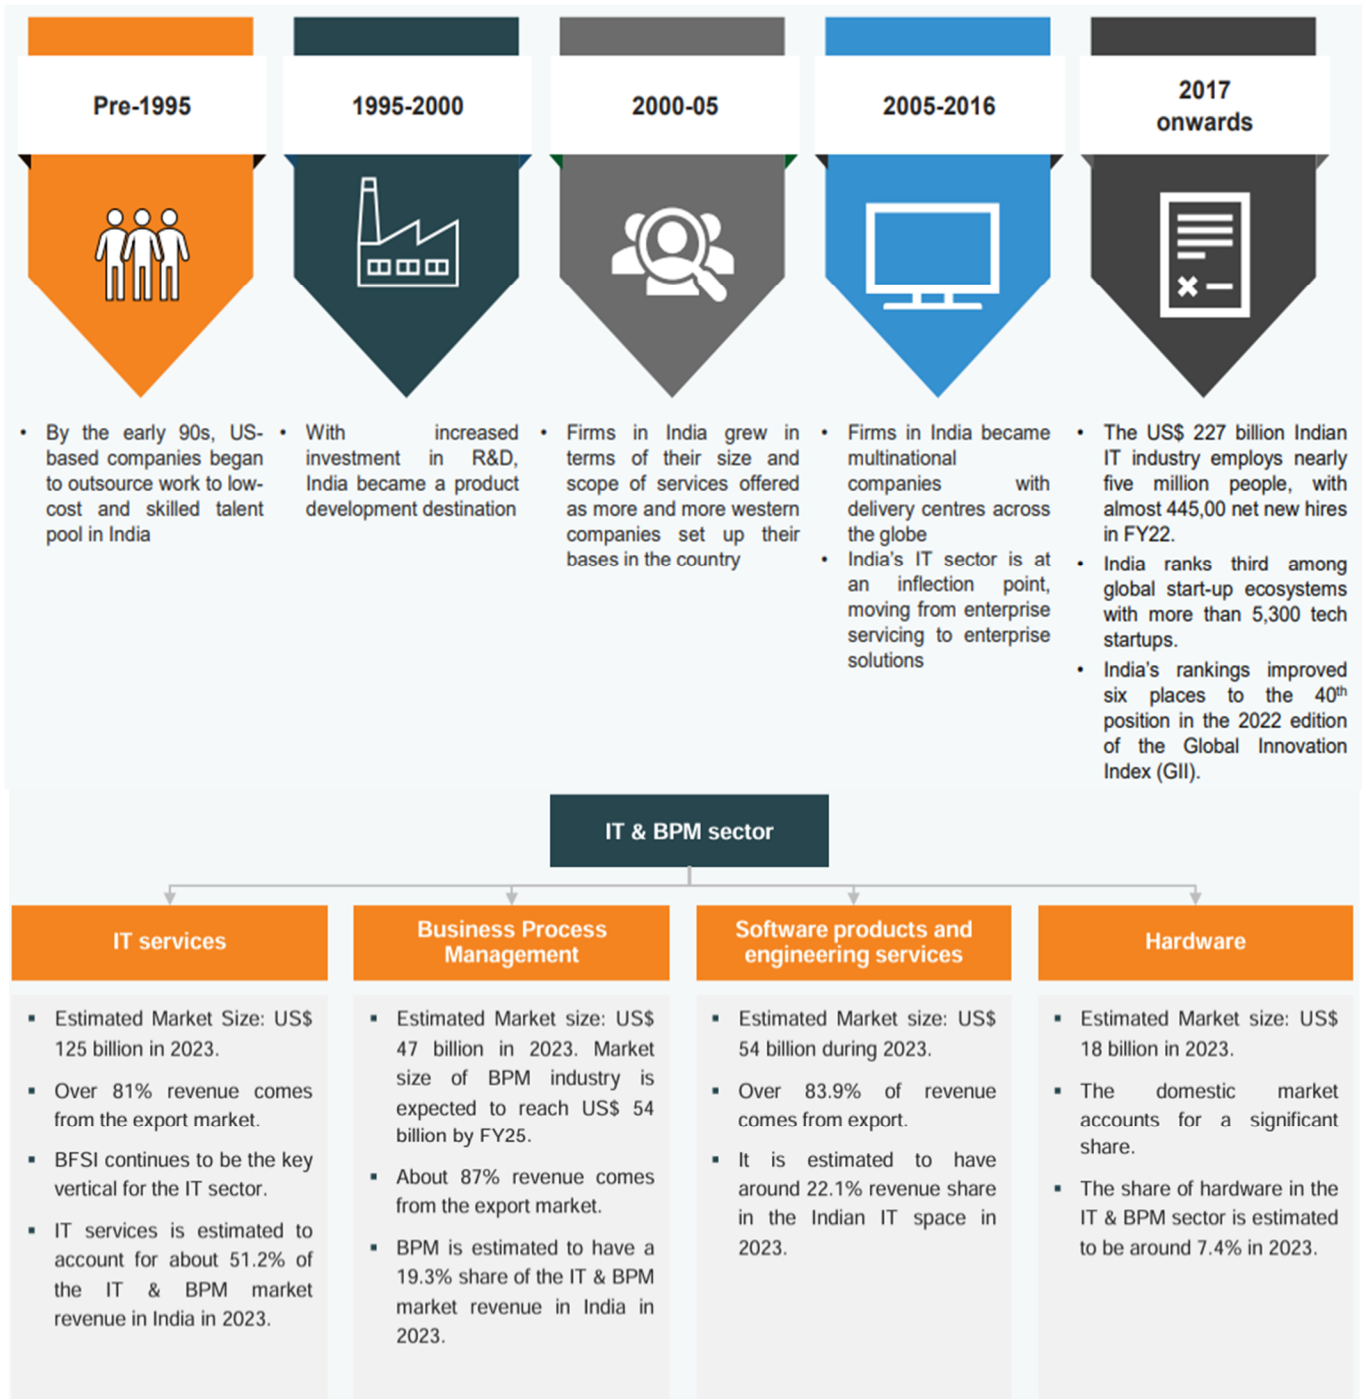 Pre-1995
1995-2000
2000-05
2005-2016
2017
onwards
• By the early 90s, US-
based companies began
to outsource work to low-
cost and skilled talent
pool in India
• With increased
investment in R&D,
India became a product
development destination
• Firms in India grew in
terms of their size and
scope of services offered
as more and more western
companies set up their
bases in the country
• Firms in India became
multinational
companies with
delivery centres across
the globe
• India's IT sector is at
an inflection point,
moving from enterprise
servicing to enterprise
solutions
• The US$ 227 billion Indian
IT industry employs nearly
five million people, with
almost 445,00 net new hires
in FY22.
• India ranks third among
global start-up ecosystems
with more than 5,300 tech
startups.
• India's rankings improved
six places to the 40th
position in the 2022 edition
of the Global Innovation
Index (GII).
IT & BPM sector
IT services
▪ Estimated Market Size: US$
125 billion in 2023.
▪ Over 81% revenue comes
from the export market.
▪ BFSI continues to be the key
vertical for the IT sector.
▪ IT services is estimated to
account for about 51.2% of
the IT & BPM market
revenue in India in 2023.
Business Process
Management
▪ Estimated Market size: US$
47 billion in 2023. Market
size of BPM industry is
expected to reach US$ 54
billion by FY25.
▪ About 87% revenue comes
from the export market.
▪ BPM is estimated to have a
19.3% share of the IT & BPM
market revenue in India in
2023.
Software products and
engineering services
▪ Estimated Market size: US$
54 billion during 2023.
▪ Over 83.9% of revenue
comes from export.
▪ It is estimated to have
around 22.1% revenue share
in the Indian IT space in
2023.
Hardware
▪ Estimated Market size: US$
18 billion in 2023.
▪ The domestic market
accounts for a significant
share.
▪ The share of hardware in the
IT & BPM sector is estimated
to be around 7.4% in 2023.